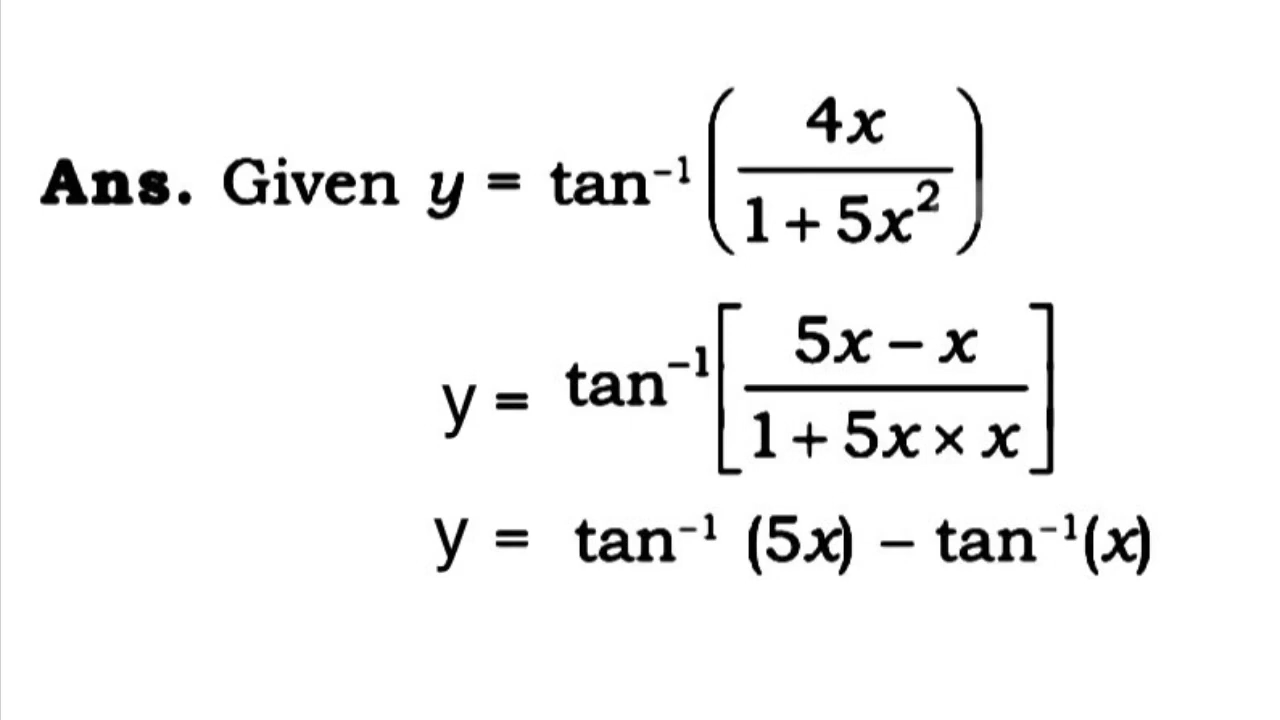 Ans. Given y = tan⁻¹ (4x / 1 + 5x²)
y = tan⁻¹ [5x – x / 1 + 5x × x]
y = tan⁻¹ (5x) – tan⁻¹(x)